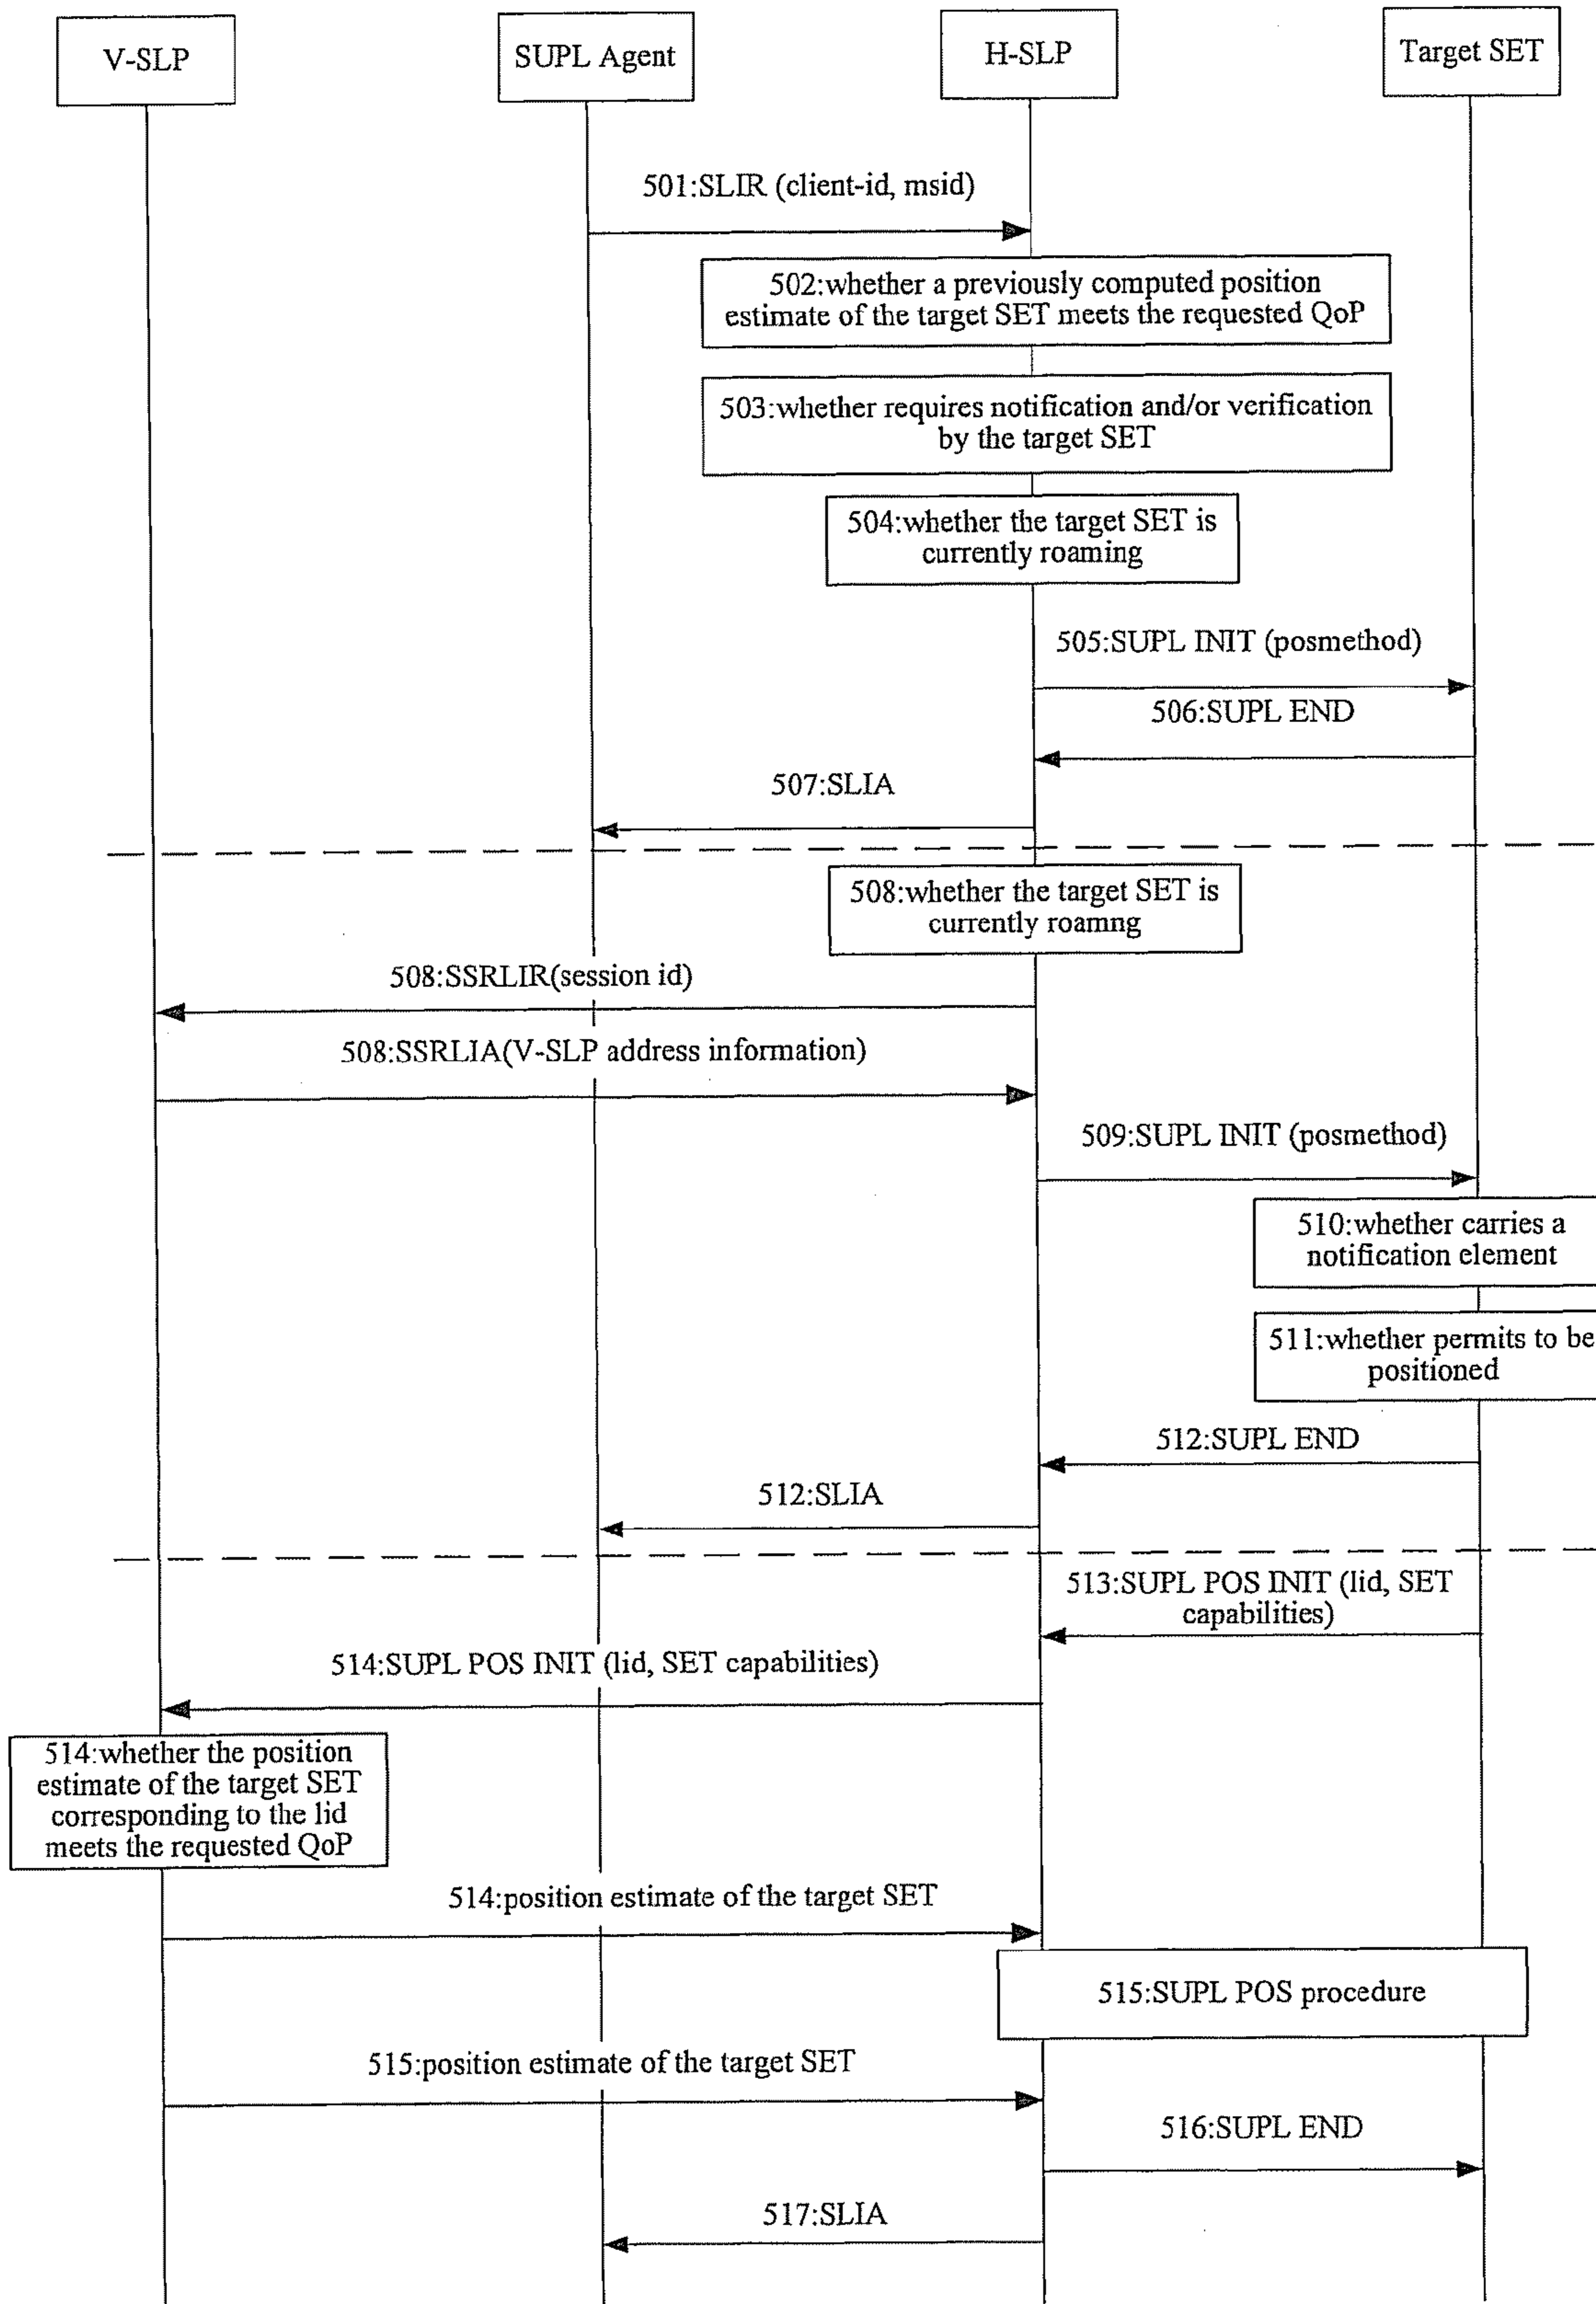 V-SLP
SUPL Agent
H-SLP
Target SET
501:SLIR (client-id, msid)
502:whether a previously computed position
estimate of the target SET meets the requested QoP
503:whether requires notification and/or verification
by the target SET
504:whether the target SET is
currently roaming
505:SUPL INIT (posmethod)
506:SUPL END
507:SLIA
508:whether the target SET is
currently roamng
508:SSRLIR(session id)
508:SSRLIA(V-SLP address information)
509:SUPL INIT (posmethod)
510:whether carries a
notification element
511:whether permits to be
positioned
512:SUPL END
512:SLIA
513:SUPL POS INIT (lid, SET
capabilities)
514:SUPL POS INIT (lid, SET capabilities)
514:whether the position
estimate of the target SET
corresponding to the lid
meets the requested QoP
514:position estimate of the target SET
515:SUPL POS procedure
515:position estimate of the target SET
516:SUPL END
517:SLIA